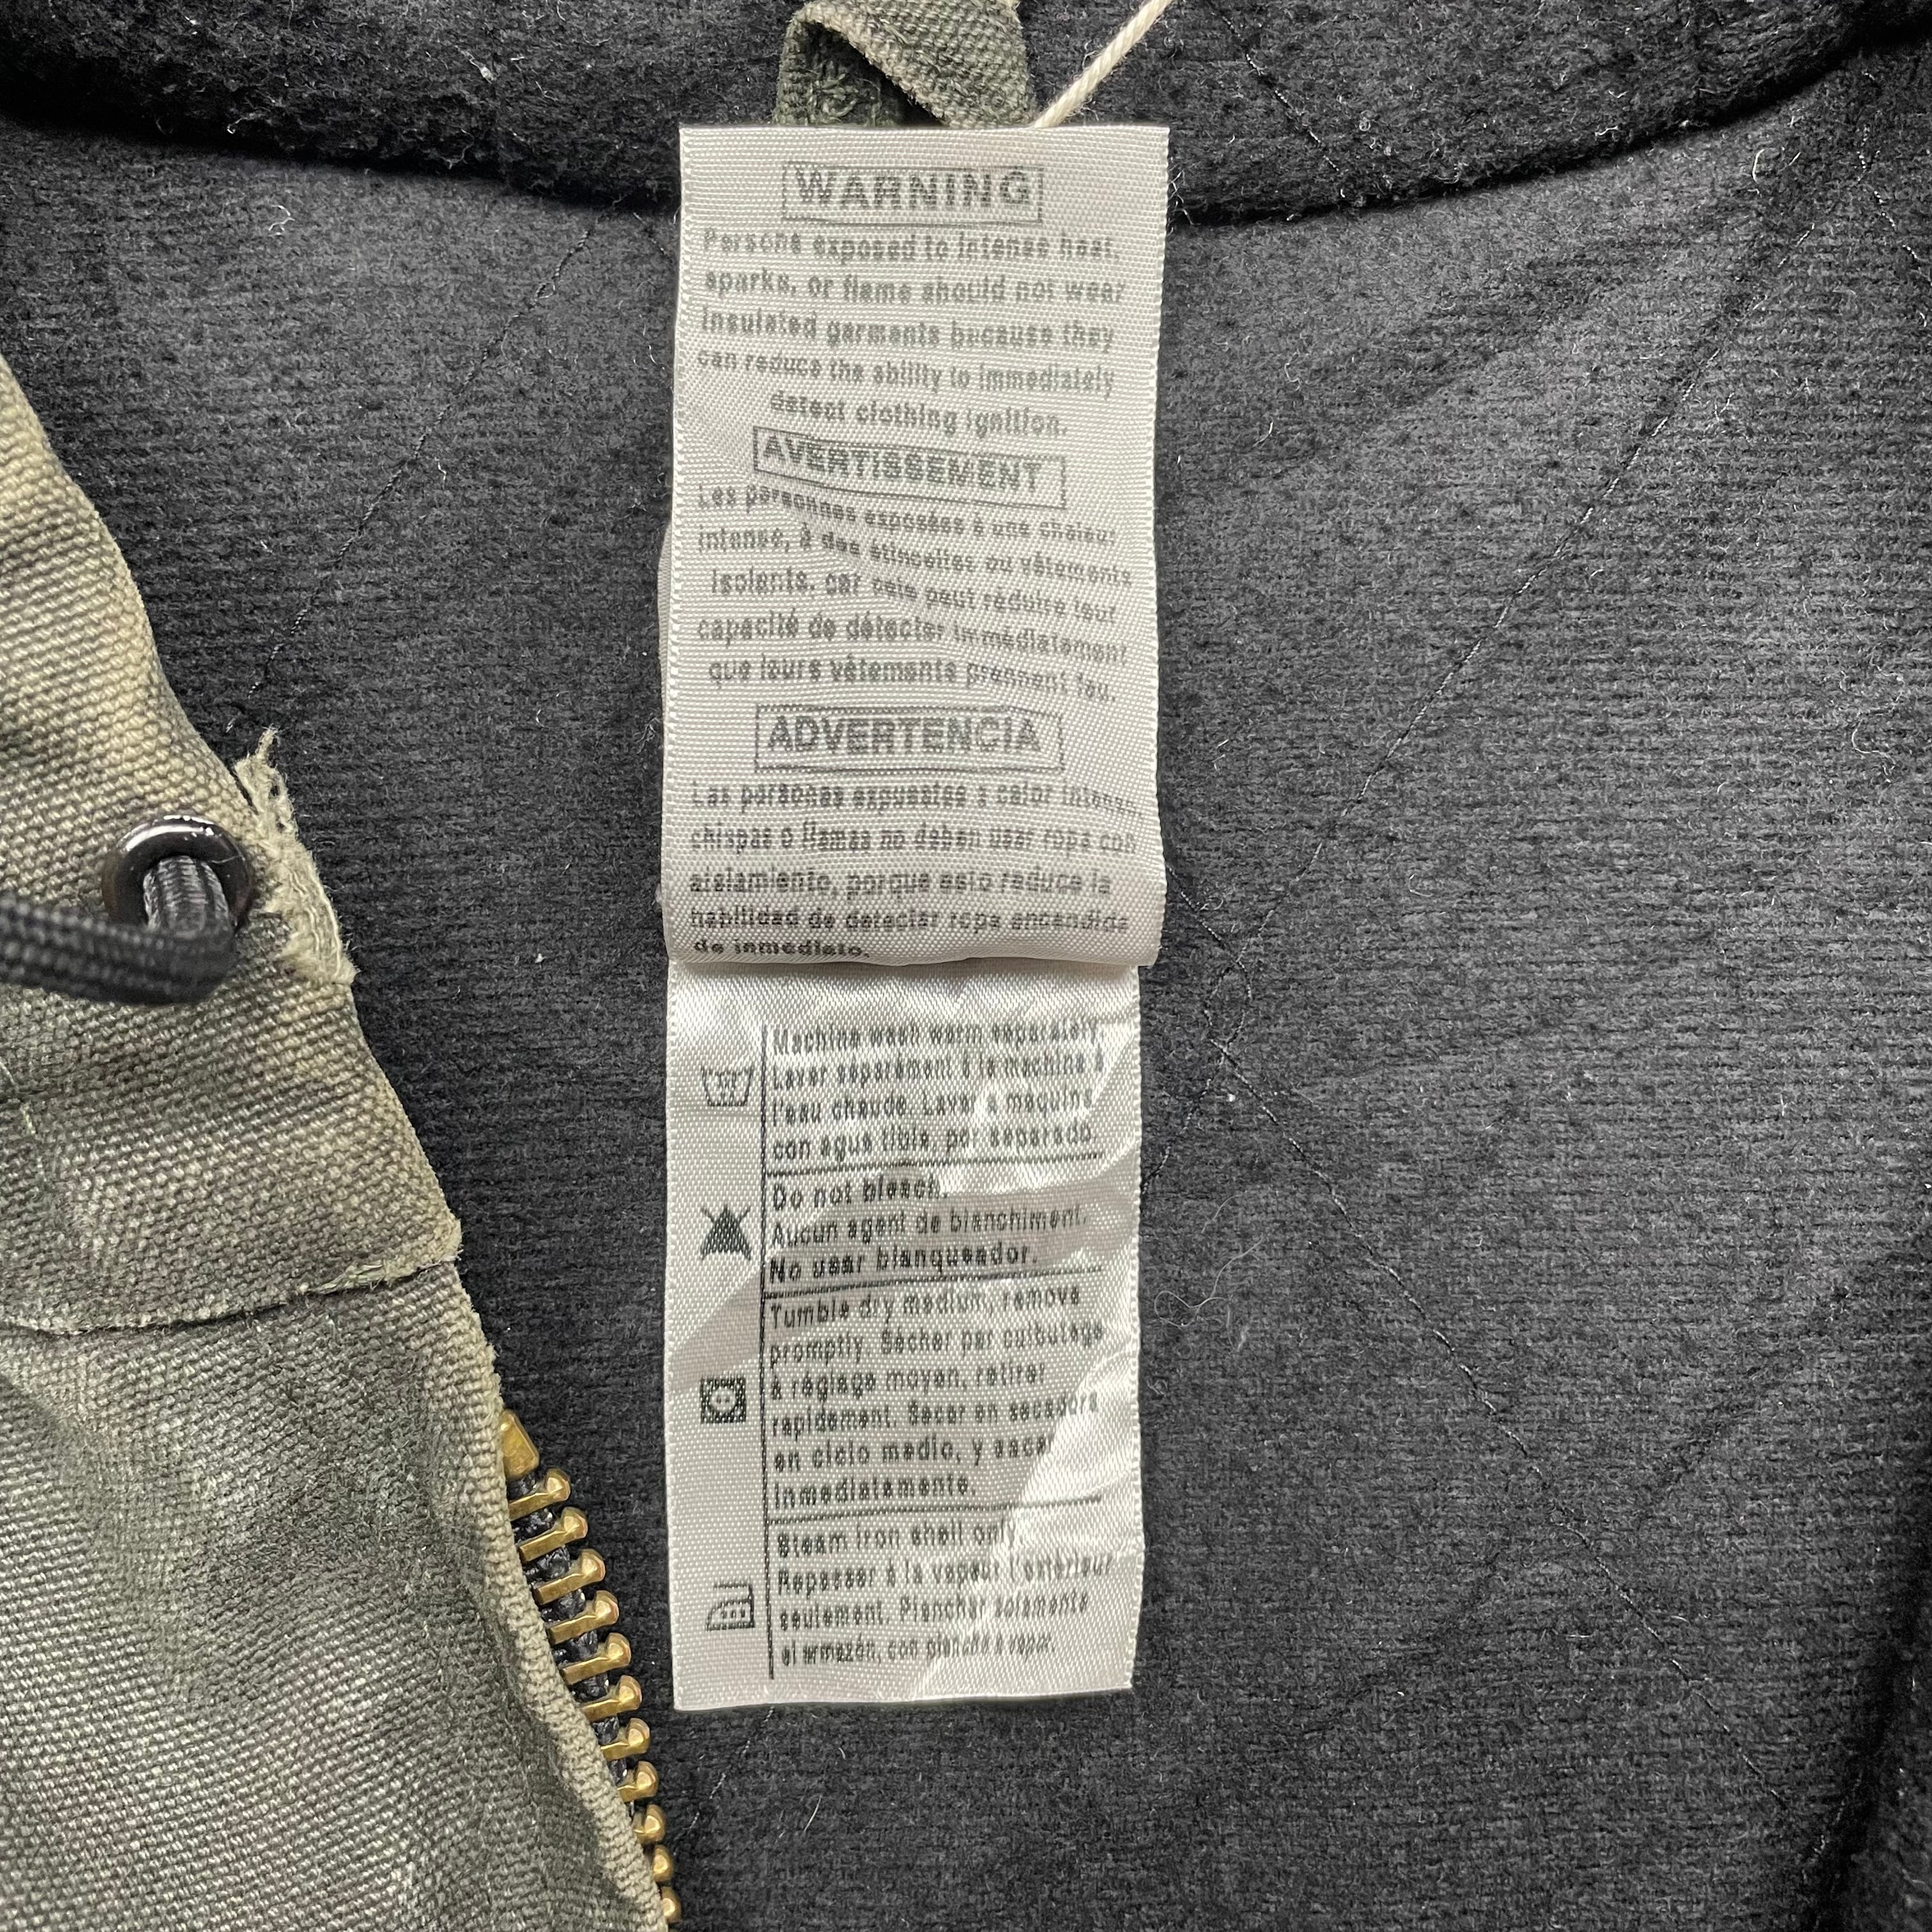 WARNING
Persons exposed to intense heat,
sparks, or flame should not wear
insulated garments because they
can reduce the ability to immediately
detect clothing ignition.
AVERTISSEMENT
Les personnes exposées à une chaleur
intense, à des étincelles ou vêtements
isolants, car cela peut réduire leur
capacité de détecter immédiatement
que leurs vêtements prennent feu.
ADVERTENCIA
Las personas expuestas a calor intenso,
chispas o llamas no deben usar ropa con
aislamiento, porque esto reduce la
habilidad de detectar ropa encendida
de inmediato.
Machine wash warm separately.
Laver séparément à la machine à
l'eau chaude. Lavar a máquina
con agua tibia, por separado.
Do not bleach.
Aucun agent de blanchiment.
No usar blanqueador.
Tumble dry medium, remove
promptly. Sécher par culbutage
à réglage moyen, retirer
rapidement. Secar en secadora
en ciclo medio, y sacar
inmediatamente.
Steam iron shell only.
Repasser à la vapeur l'extérieur
seulement. Planchar solamente
el armazón, con plancha a vapor.